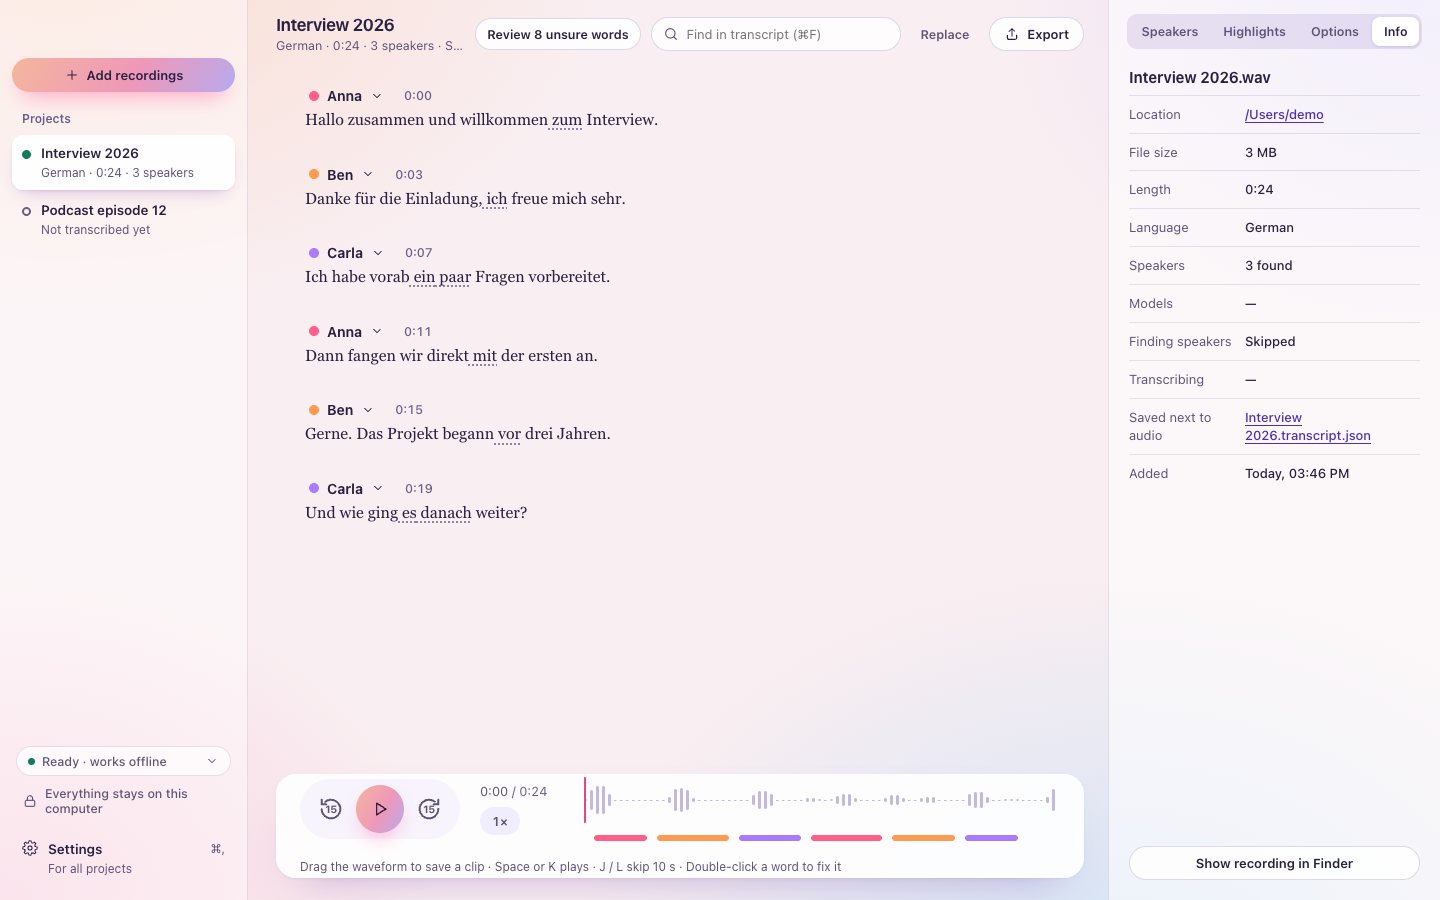 Add recordings
Projects
Interview 2026
German · 0:24 · 3 speakers
Podcast episode 12
Not transcribed yet
Ready · works offline
Everything stays on this
computer
Settings
⌘,
For all projects
Interview 2026
German · 0:24 · 3 speakers · S...
Review 8 unsure words
Find in transcript (⌘F)
Replace
Export
Anna 0:00
Hallo zusammen und willkommen zum Interview.
Ben 0:03
Danke für die Einladung, ich freue mich sehr.
Carla 0:07
Ich habe vorab ein paar Fragen vorbereitet.
Anna 0:11
Dann fangen wir direkt mit der ersten an.
Ben 0:15
Gerne. Das Projekt begann vor drei Jahren.
Carla 0:19
Und wie ging es danach weiter?
15
15
0:00 / 0:24
1×
Drag the waveform to save a clip · Space or K plays · J / L skip 10 s · Double-click a word to fix it
Speakers Highlights Options Info
Interview 2026.wav
Location /Users/demo
File size 3 MB
Length 0:24
Language German
Speakers 3 found
Models —
Finding speakers Skipped
Transcribing —
Saved next to audio Interview 2026.transcript.json
Added Today, 03:46 PM
Show recording in Finder